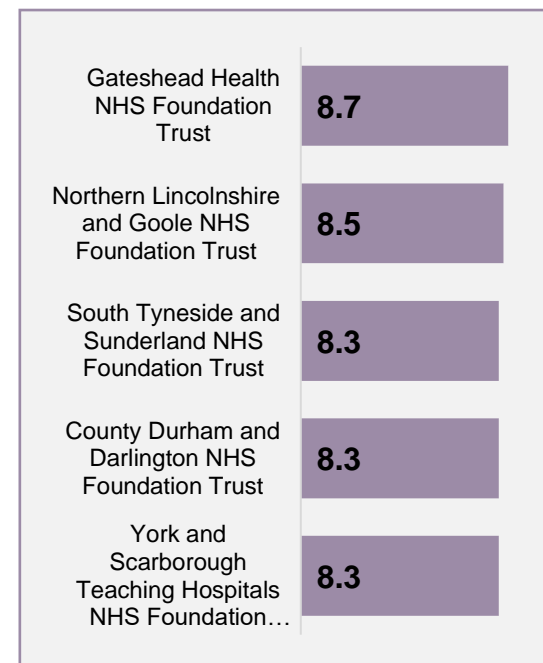 Gateshead Health
NHS Foundation
Trust
8.7
Northern Lincolnshire
and Goole NHS
Foundation Trust
8.5
South Tyneside and
Sunderland NHS
Foundation Trust
8.3
County Durham and
Darlington NHS
Foundation Trust
8.3
York and
Scarborough
Teaching Hospitals
NHS Foundation…
8.3